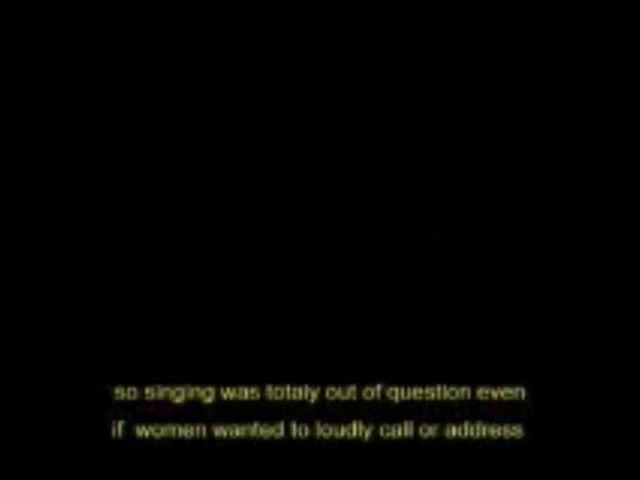 so singing was totaly out of question even
if women wanted to loudly call or address